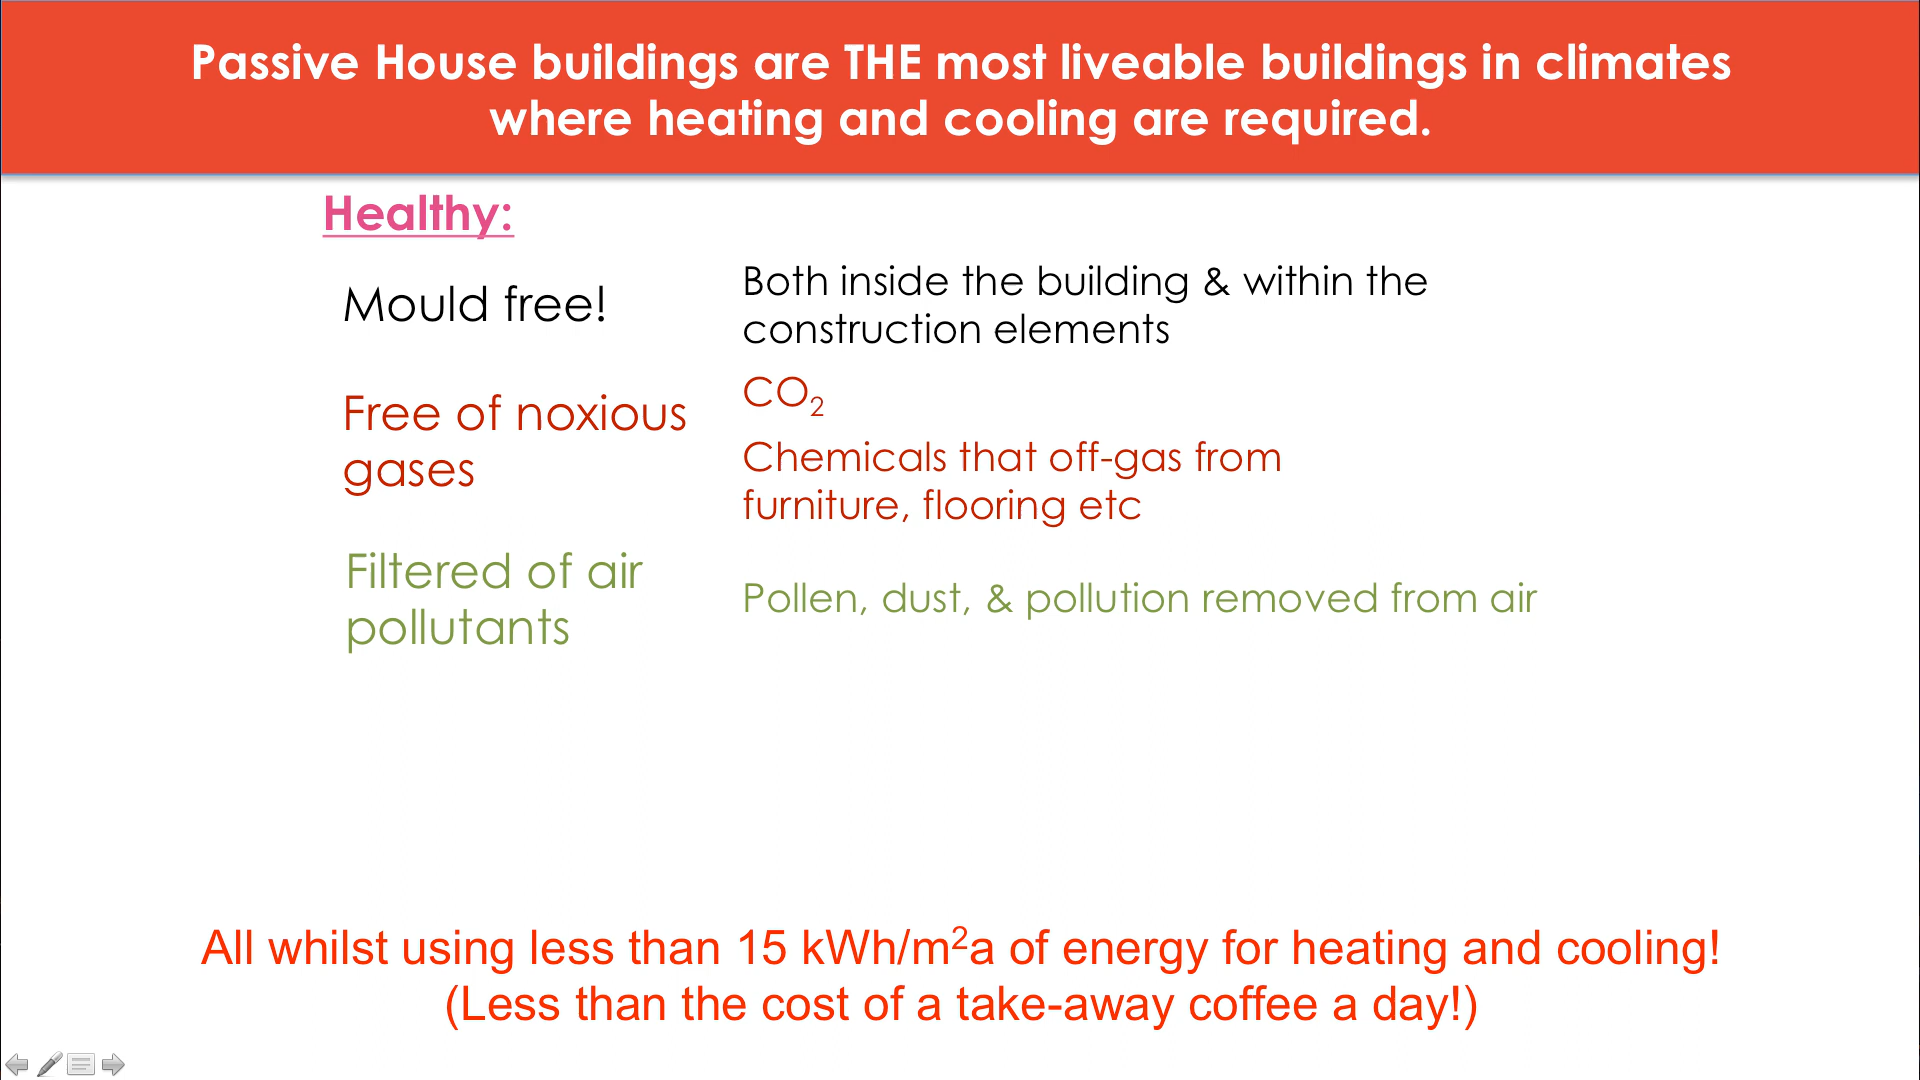 Passive House buildings are THE most liveable buildings in climates
where heating and cooling are required.
Healthy:
Mould free!
Both inside the building & within the
construction elements
Free of noxious
gases
CO₂
Chemicals that off-gas from
furniture, flooring etc
Filtered of air
pollutants
Pollen, dust, & pollution removed from air
All whilst using less than 15 kWh/m²a of energy for heating and cooling!
(Less than the cost of a take-away coffee a day!)